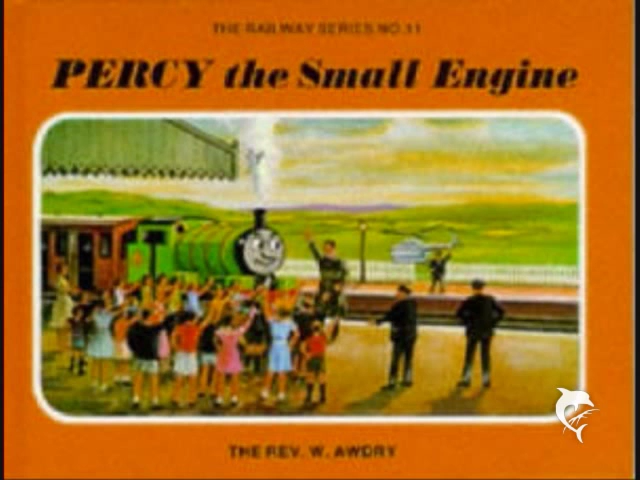 THE RAILWAY SERIES NO.11
PERCY the Small Engine
THE REV. W. AWDRY